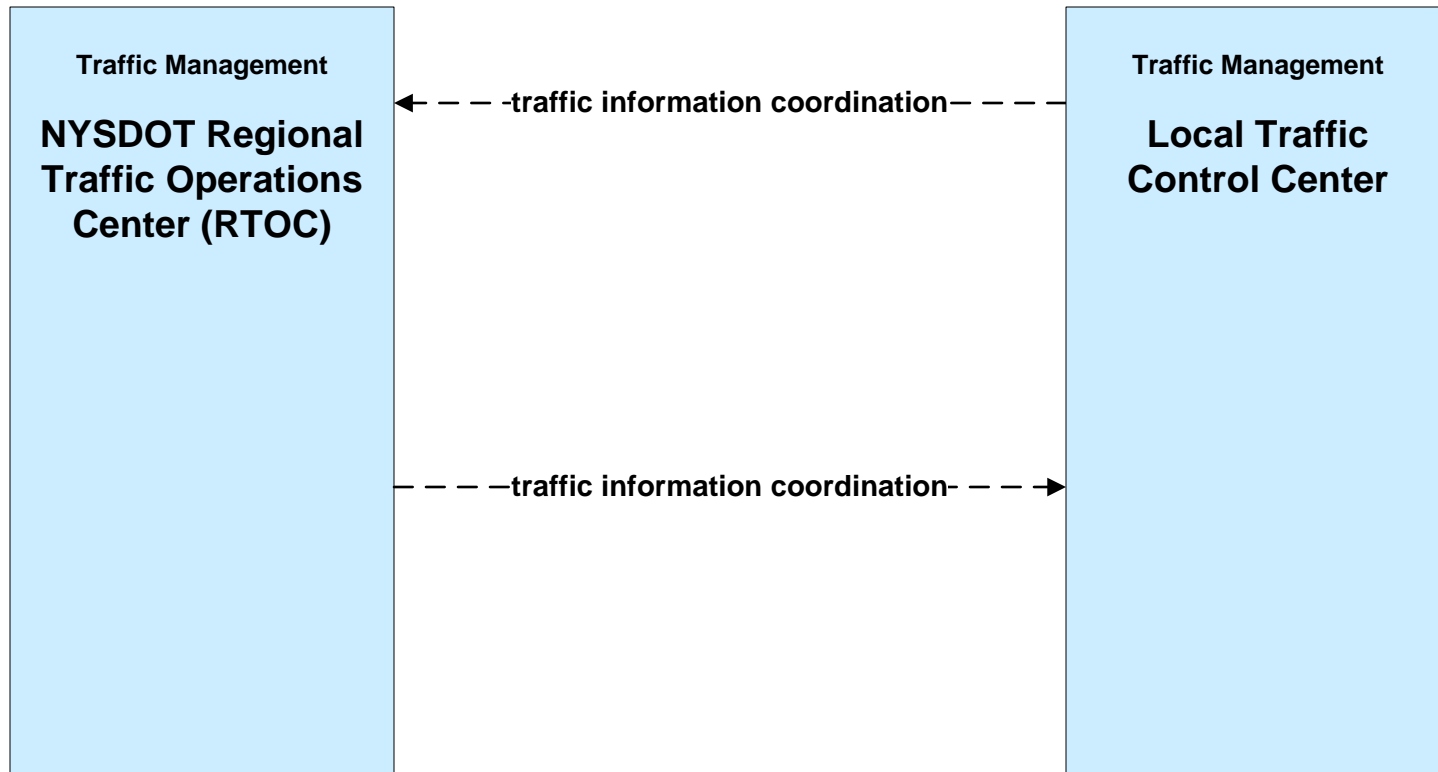 Traffic Management
NYSDOT Regional
Traffic Operations
Center (RTOC)
traffic information coordination
traffic information coordination
Traffic Management
Local Traffic
Control Center